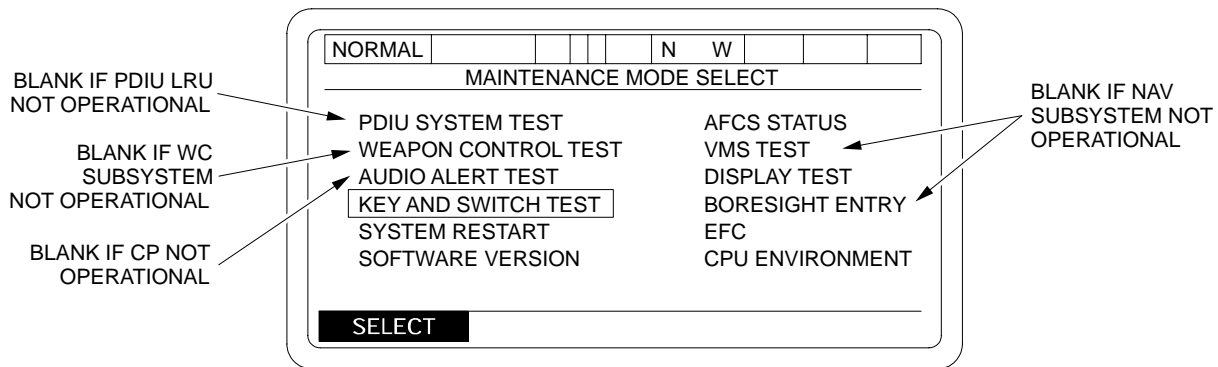 NORMAL N W
MAINTENANCE MODE SELECT
BLANK IF PDIU LRU
NOT OPERATIONAL
BLANK IF WC
SUBSYSTEM
NOT OPERATIONAL
BLANK IF CP NOT
OPERATIONAL
PDIU SYSTEM TEST
WEAPON CONTROL TEST
AUDIO ALERT TEST
KEY AND SWITCH TEST
SYSTEM RESTART
SOFTWARE VERSION
AFCS STATUS
VMS TEST
DISPLAY TEST
BORESIGHT ENTRY
EFC
CPU ENVIRONMENT
BLANK IF NAV
SUBSYSTEM NOT
OPERATIONAL
SELECT